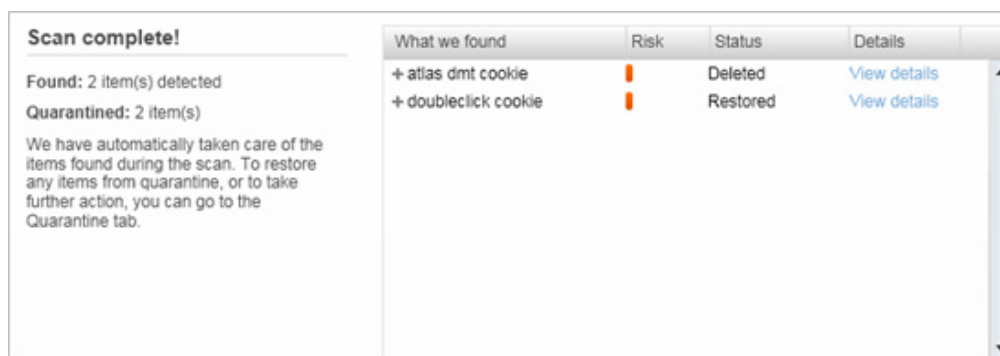 Scan complete!
Found: 2 item(s) detected
Quarantined: 2 item(s)
We have automatically taken care of the
items found during the scan. To restore
any items from quarantine, or to take
further action, you can go to the
Quarantine tab.
What we found Risk Status Details
+ atlas dmt cookie Deleted View details
+ doubleclick cookie Restored View details